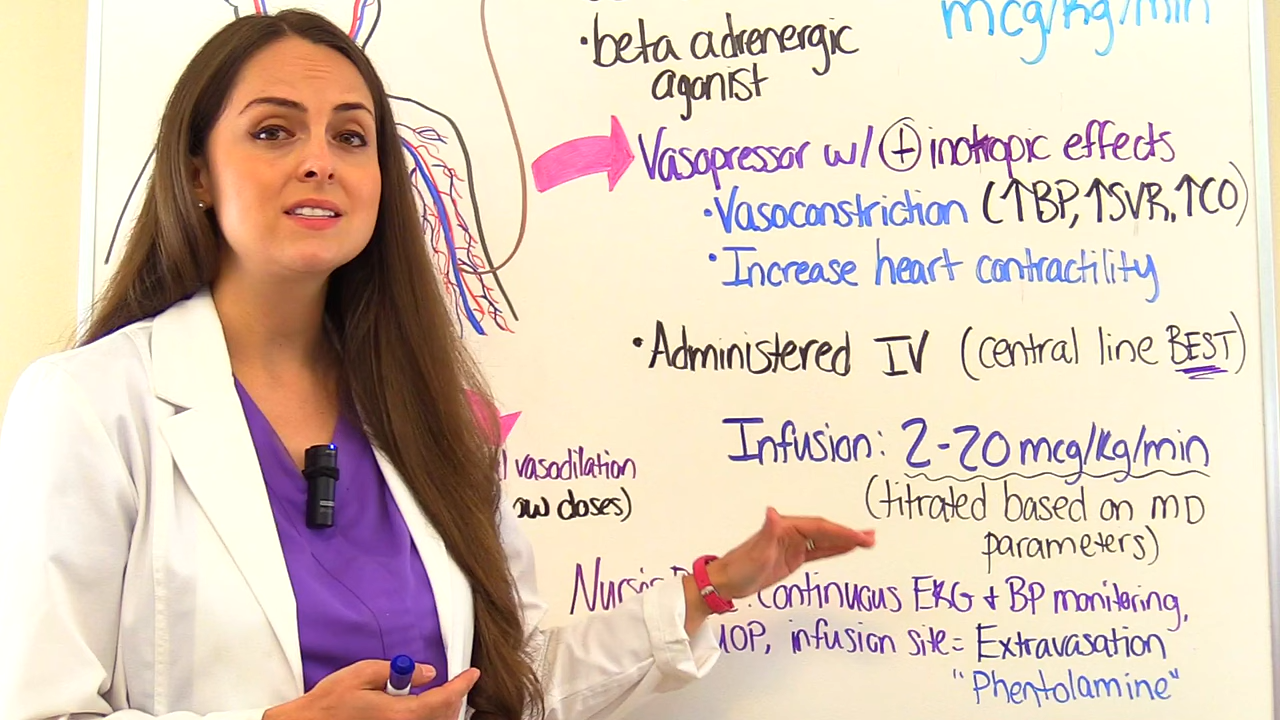 mcg/kg/min
•beta adrenergic
agonist
Vasopressor w/ + inotropic effects
•Vasoconstriction (↑BP, ↑SVR, ↑CO)
•Increase heart contractility
•Administered IV (central line BEST)
Infusion: 2-20 mcg/kg/min
(titrated based on MD
parameters)
vasodilation
doses)
Continuous EKG + BP monitoring,
UOP, infusion site= Extravasation
"Phentolamine"